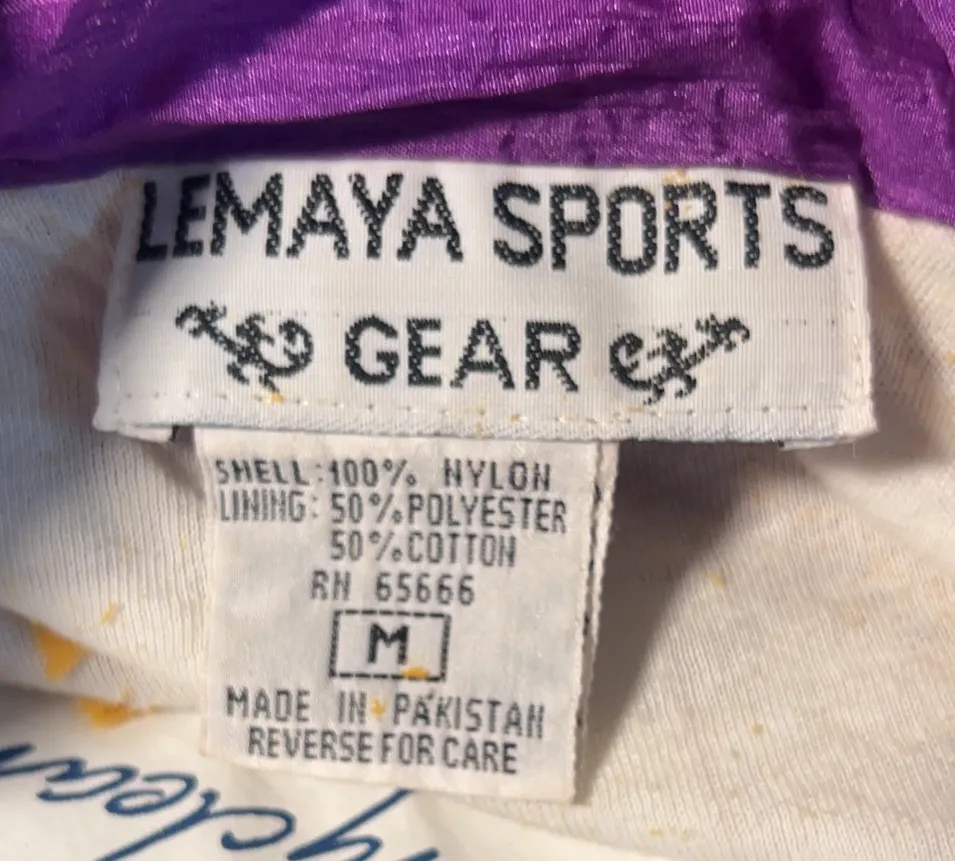 LEMAYA SPORTS
GEAR
SHELL:100% NYLON
LINING: 50%POLYESTER
50%COTTON
RN 65666
M
MADE IN PAKISTAN
REVERSE FOR CARE